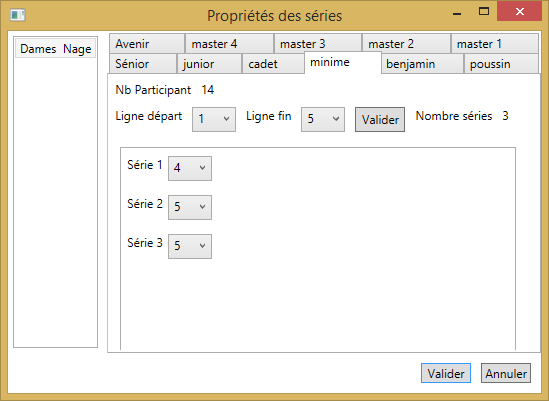 Propriétés des séries
Dames Nage
Avenir master 4 master 3 master 2 master 1
Sénior junior cadet minime benjamin poussin
Nb Participant 14
Ligne départ 1 Ligne fin 5 Valider Nombre séries 3
Série 1 4
Série 2 5
Série 3 5
Valider Annuler